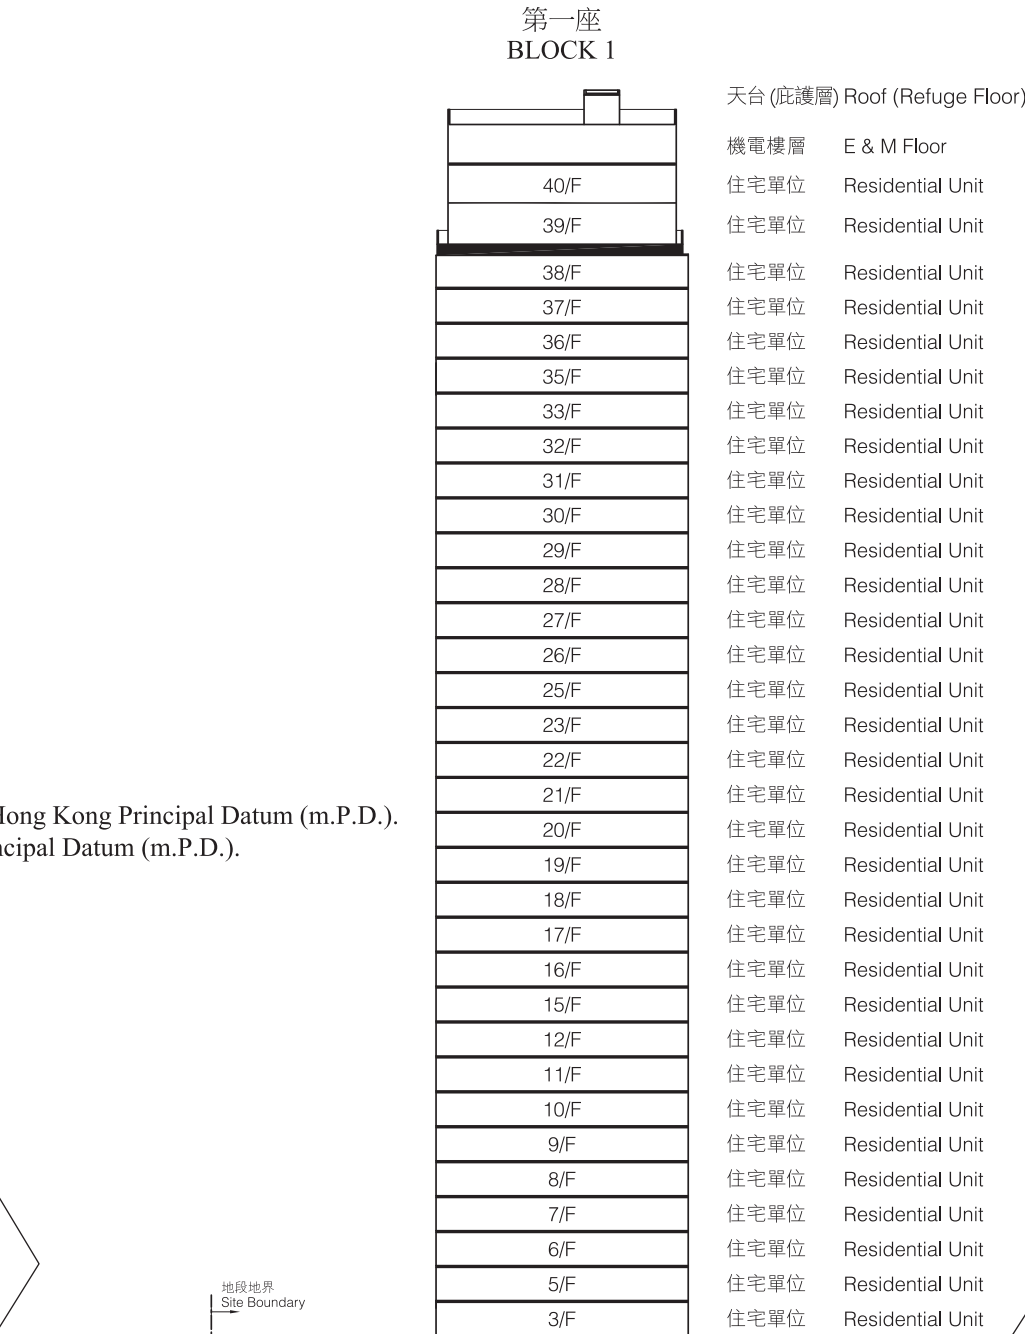 第一座
BLOCK 1
天台 (庇護層) Roof (Refuge Floor)
機電樓層 E & M Floor
40/F 住宅單位 Residential Unit
39/F 住宅單位 Residential Unit
38/F 住宅單位 Residential Unit
37/F 住宅單位 Residential Unit
36/F 住宅單位 Residential Unit
35/F 住宅單位 Residential Unit
33/F 住宅單位 Residential Unit
32/F 住宅單位 Residential Unit
31/F 住宅單位 Residential Unit
30/F 住宅單位 Residential Unit
29/F 住宅單位 Residential Unit
28/F 住宅單位 Residential Unit
27/F 住宅單位 Residential Unit
26/F 住宅單位 Residential Unit
25/F 住宅單位 Residential Unit
23/F 住宅單位 Residential Unit
22/F 住宅單位 Residential Unit
21/F 住宅單位 Residential Unit
Hong Kong Principal Datum (m.P.D.).
20/F 住宅單位 Residential Unit
ncipal Datum (m.P.D.).
19/F 住宅單位 Residential Unit
18/F 住宅單位 Residential Unit
17/F 住宅單位 Residential Unit
16/F 住宅單位 Residential Unit
15/F 住宅單位 Residential Unit
12/F 住宅單位 Residential Unit
11/F 住宅單位 Residential Unit
10/F 住宅單位 Residential Unit
9/F 住宅單位 Residential Unit
8/F 住宅單位 Residential Unit
7/F 住宅單位 Residential Unit
6/F 住宅單位 Residential Unit
5/F 住宅單位 Residential Unit
地段地界
Site Boundary
3/F 住宅單位 Residential Unit